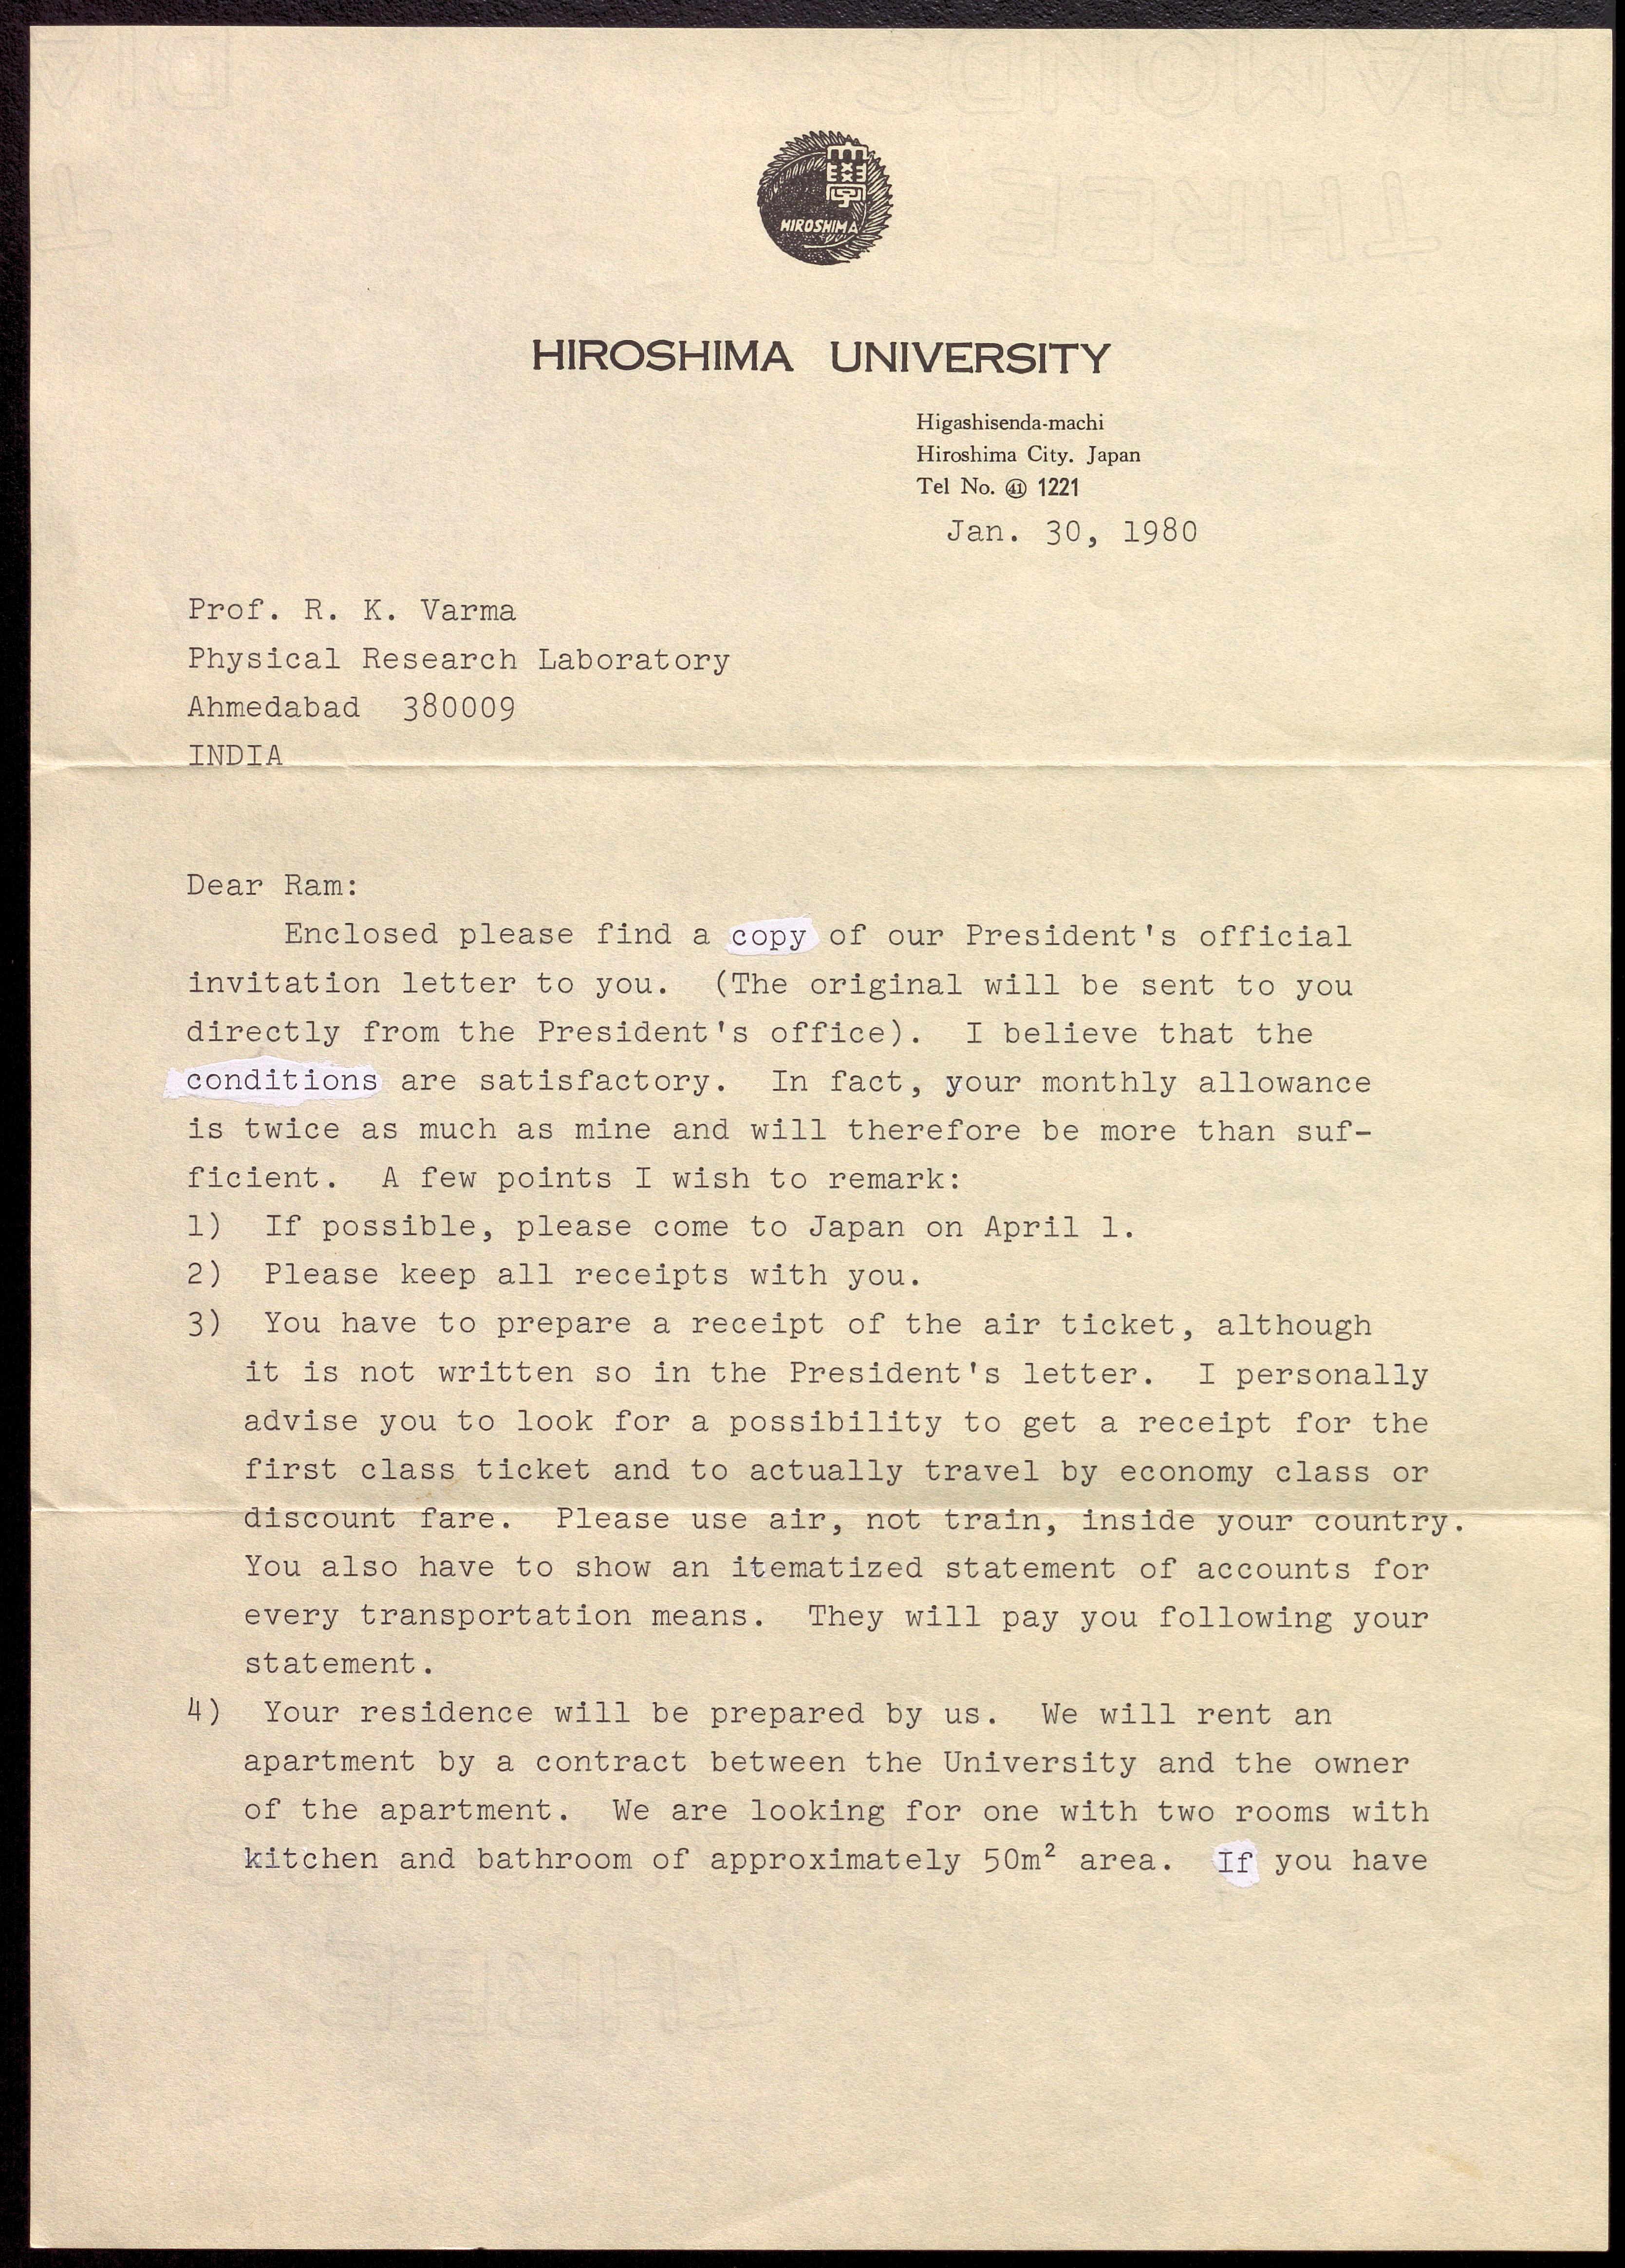 大學
HIROSHIMA
HIROSHIMA UNIVERSITY
Higashisenda-machi
Hiroshima City. Japan
Tel No. ㊶ 1221
Jan. 30, 1980
Prof. R. K. Varma
Physical Research Laboratory
Ahmedabad 380009
INDIA
Dear Ram:
Enclosed please find a copy of our President's official
invitation letter to you. (The original will be sent to you
directly from the President's office). I believe that the
conditions are satisfactory. In fact, your monthly allowance
is twice as much as mine and will therefore be more than suf-
ficient. A few points I wish to remark:
1) If possible, please come to Japan on April 1.
2) Please keep all receipts with you.
3) You have to prepare a receipt of the air ticket, although
it is not written so in the President's letter. I personally
advise you to look for a possibility to get a receipt for the
first class ticket and to actually travel by economy class or
discount fare. Please use air, not train, inside your country.
You also have to show an itematized statement of accounts for
every transportation means. They will pay you following your
statement.
4) Your residence will be prepared by us. We will rent an
apartment by a contract between the University and the owner
of the apartment. We are looking for one with two rooms with
kitchen and bathroom of approximately 50m² area. If you have